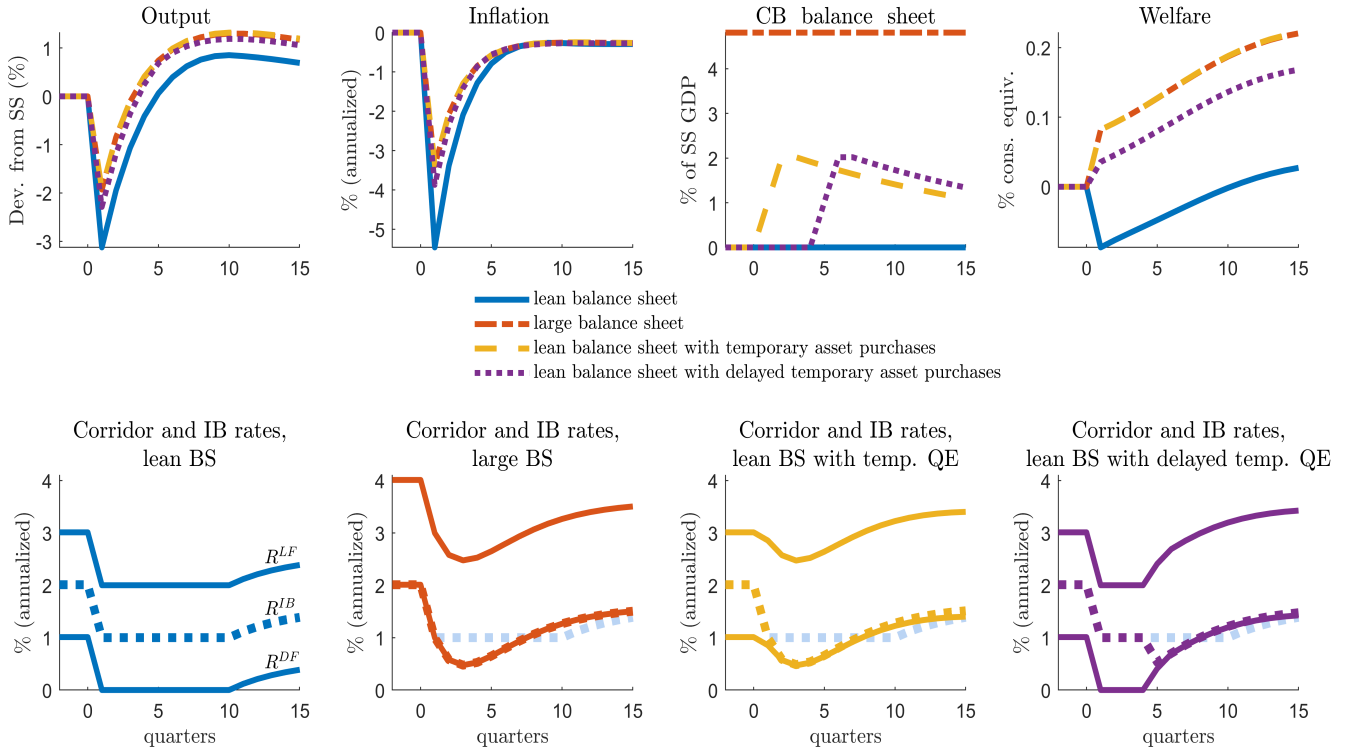 Output
Inflation
CB balance sheet
Welfare
Dev. from SS (%)
1
0
-1
-2
-3
0 5 10 15
% (annualized)
0
-1
-2
-3
-4
-5
0 5 10 15
% of SS GDP
4
3
2
1
0
0 5 10 15
% cons. equiv.
0.2
0.1
0
0 5 10 15
lean balance sheet
large balance sheet
lean balance sheet with temporary asset purchases
lean balance sheet with delayed temporary asset purchases
Corridor and IB rates,
lean BS
Corridor and IB rates,
large BS
Corridor and IB rates,
lean BS with temp. QE
Corridor and IB rates,
lean BS with delayed temp. QE
% (annualized)
4
3
2
1
0
R^{LF}
R^{IB}
R^{DF}
0 5 10 15
quarters
% (annualized)
4
3
2
1
0
0 5 10 15
quarters
% (annualized)
4
3
2
1
0
0 5 10 15
quarters
% (annualized)
4
3
2
1
0
0 5 10 15
quarters